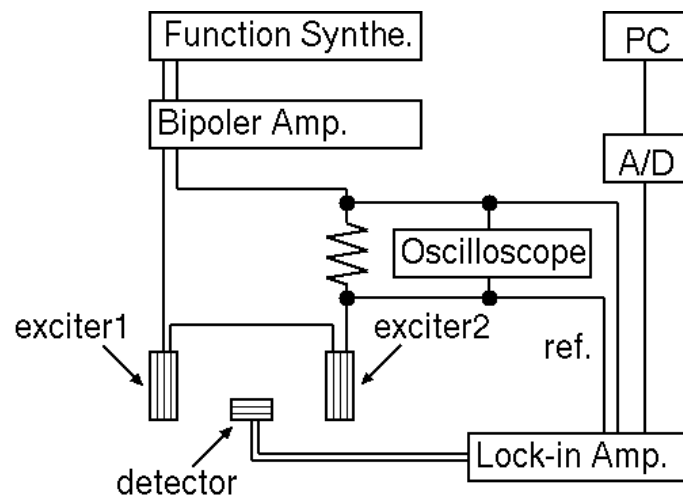 Function Synthe.
PC
Bipoler Amp.
A/D
Oscilloscope
exciter1
exciter2
ref.
Lock-in Amp.
detector